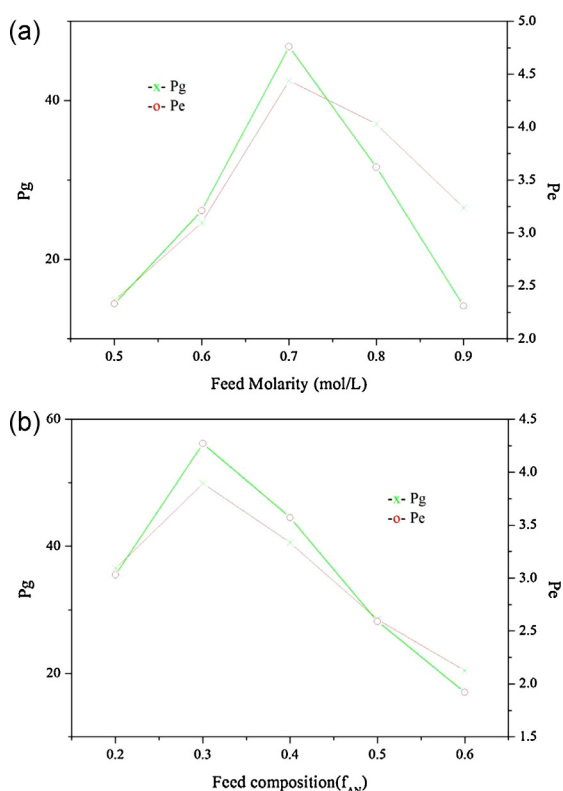 (a)
5.0
4.5
40
-x- Pg
-o- Pe
4.0
Pg
3.5
Pe
3.0
20
2.5
2.0
0.5 0.6 0.7 0.8 0.9
Feed Molarity (mol/L)
(b)
60
4.5
4.0
-x- Pg
-o- Pe
3.5
40
Pg
3.0
Pe
2.5
20
2.0
1.5
0.2 0.3 0.4 0.5 0.6
Feed composition(fAN)